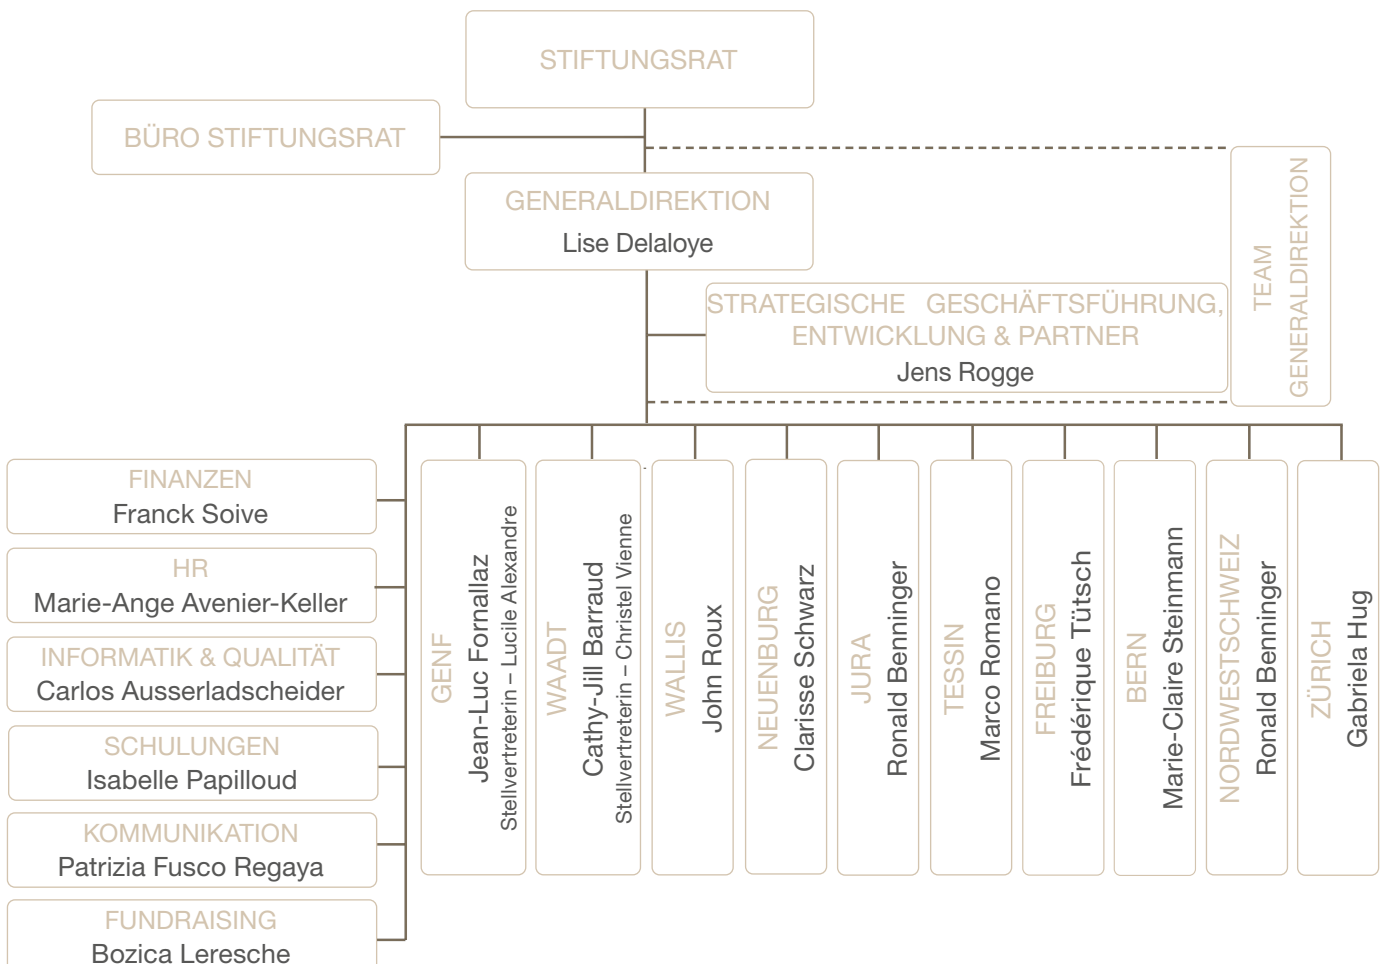 STIFTUNGSRAT
BÜRO STIFTUNGSRAT
GENERALDIREKTION
Lise Delaloye
TEAM
GENERALDIREKTION
STRATEGISCHE GESCHÄFTSFÜHRUNG,
ENTWICKLUNG & PARTNER
Jens Rogge
FINANZEN
Franck Soive
HR
Marie-Ange Avenier-Keller
INFORMATIK & QUALITÄT
Carlos Ausserladscheider
SCHULUNGEN
Isabelle Papilloud
KOMMUNIKATION
Patrizia Fusco Regaya
FUNDRAISING
Bozica Leresche
GENF
Jean-Luc Fornallaz
Stellvertreterin – Lucile Alexandre
WAADT
Cathy-Jill Barraud
Stellvertreterin – Christel Vienne
WALLIS
John Roux
NEUENBURG
Clarisse Schwarz
JURA
Ronald Benninger
TESSIN
Marco Romano
FREIBURG
Frédérique Tütsch
BERN
Marie-Claire Steinmann
NORDWESTSCHWEIZ
Ronald Benninger
ZÜRICH
Gabriela Hug